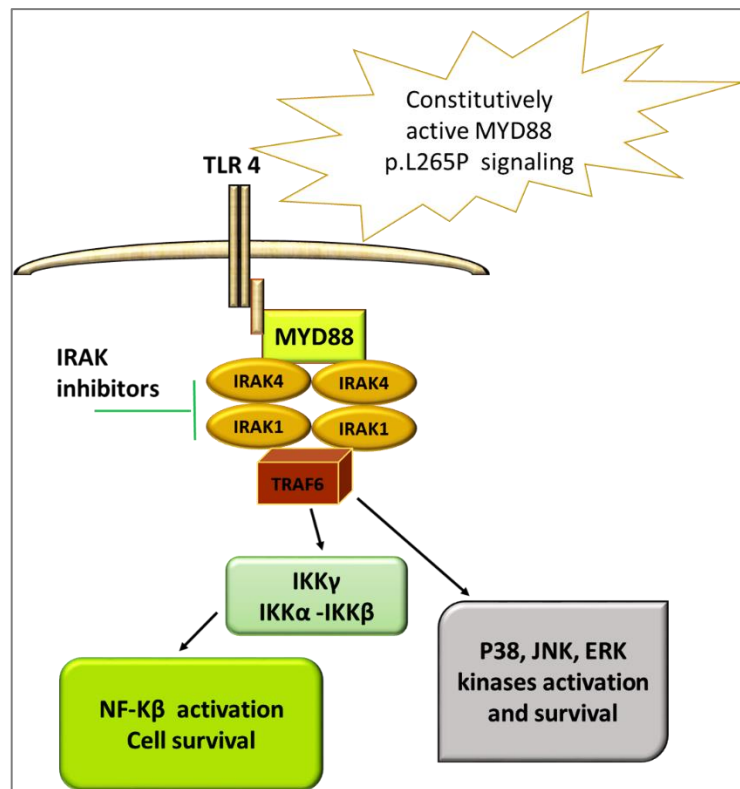 Constitutively
active MYD88
p.L265P signaling
TLR 4
MYD88
IRAK
inhibitors
IRAK4
IRAK4
IRAK1
IRAK1
TRAF6
IKKγ
IKKα -IKKβ
P38, JNK, ERK
kinases activation
and survival
NF-Kβ activation
Cell survival